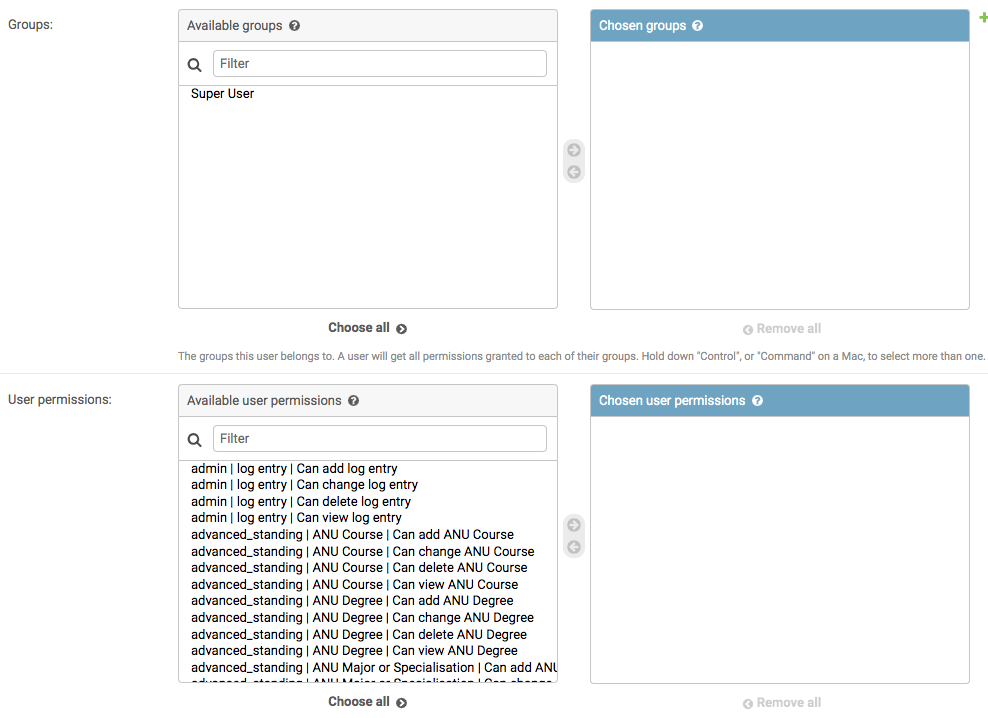 Groups:
Available groups ?
Chosen groups ?
Filter
Super User
Choose all
Remove all
The groups this user belongs to. A user will get all permissions granted to each of their groups. Hold down "Control", or "Command" on a Mac, to select more than one.
User permissions:
Available user permissions ?
Chosen user permissions ?
Filter
admin | log entry | Can add log entry
admin | log entry | Can change log entry
admin | log entry | Can delete log entry
admin | log entry | Can view log entry
advanced_standing | ANU Course | Can add ANU Course
advanced_standing | ANU Course | Can change ANU Course
advanced_standing | ANU Course | Can delete ANU Course
advanced_standing | ANU Course | Can view ANU Course
advanced_standing | ANU Degree | Can add ANU Degree
advanced_standing | ANU Degree | Can change ANU Degree
advanced_standing | ANU Degree | Can delete ANU Degree
advanced_standing | ANU Degree | Can view ANU Degree
advanced_standing | ANU Major or Specialisation | Can add ANU
advanced_standing | ANU Major or Specialisation | Can change
Choose all
Remove all